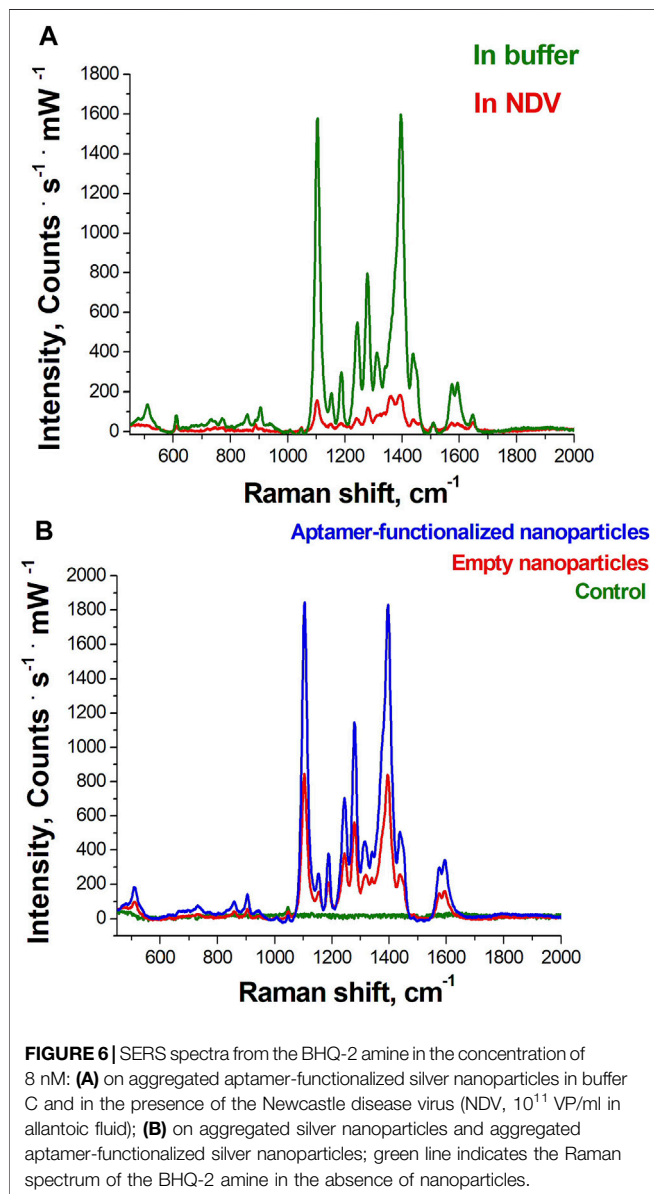 A
In buffer
In NDV
1800
1600
1400
1200
1000
800
600
400
200
0
Intensity, Counts · s⁻¹ · mW⁻¹
600 800 1000 1200 1400 1600 1800 2000
Raman shift, cm⁻¹
B
Aptamer-functionalized nanoparticles
Empty nanoparticles
Control
2000
1800
1600
1400
1200
1000
800
600
400
200
0
Intensity, Counts · s⁻¹ · mW⁻¹
600 800 1000 1200 1400 1600 1800 2000
Raman shift, cm⁻¹
FIGURE 6 | SERS spectra from the BHQ-2 amine in the concentration of
8 nM: (A) on aggregated aptamer-functionalized silver nanoparticles in buffer
C and in the presence of the Newcastle disease virus (NDV, 10¹¹ VP/ml in
allantoic fluid); (B) on aggregated silver nanoparticles and aggregated
aptamer-functionalized silver nanoparticles; green line indicates the Raman
spectrum of the BHQ-2 amine in the absence of nanoparticles.